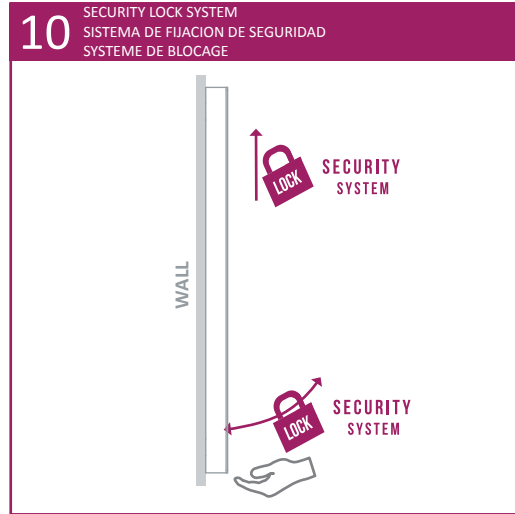 10
SECURITY LOCK SYSTEM
SISTEMA DE FIJACION DE SEGURIDAD
SYSTEME DE BLOCAGE
LOCK
SECURITY
SYSTEM
WALL
LOCK
SECURITY
SYSTEM